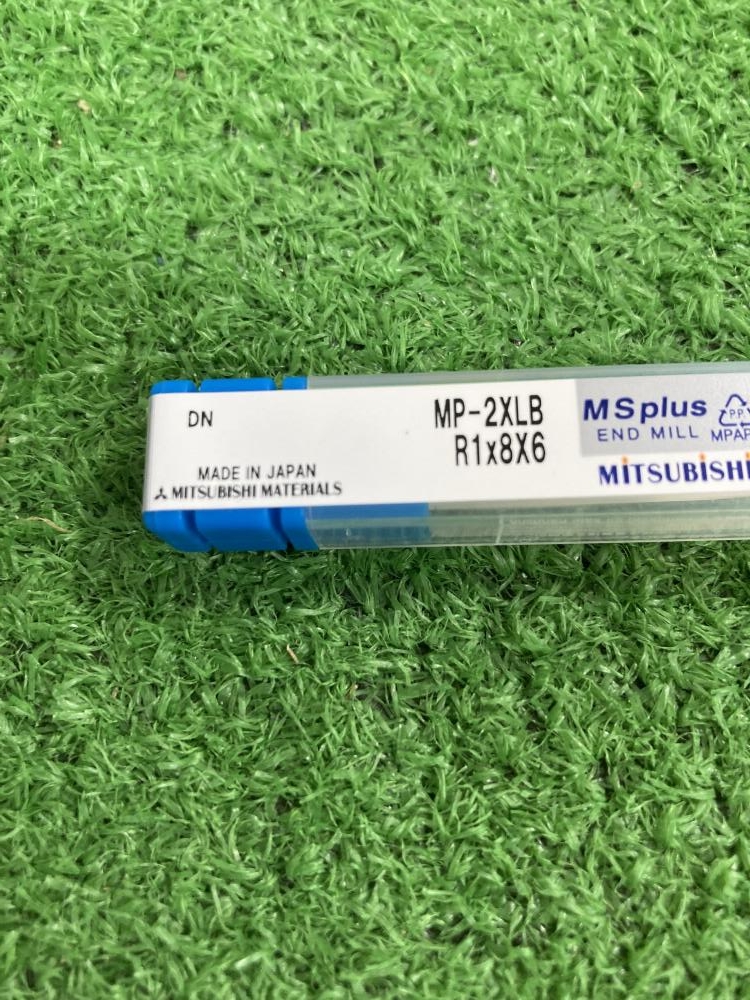 DN
MP-2XLB
R1x8X6
MADE IN JAPAN
MITSUBISHI MATERIALS
MSplus
END MILL
P.P.
MITSUBISHI